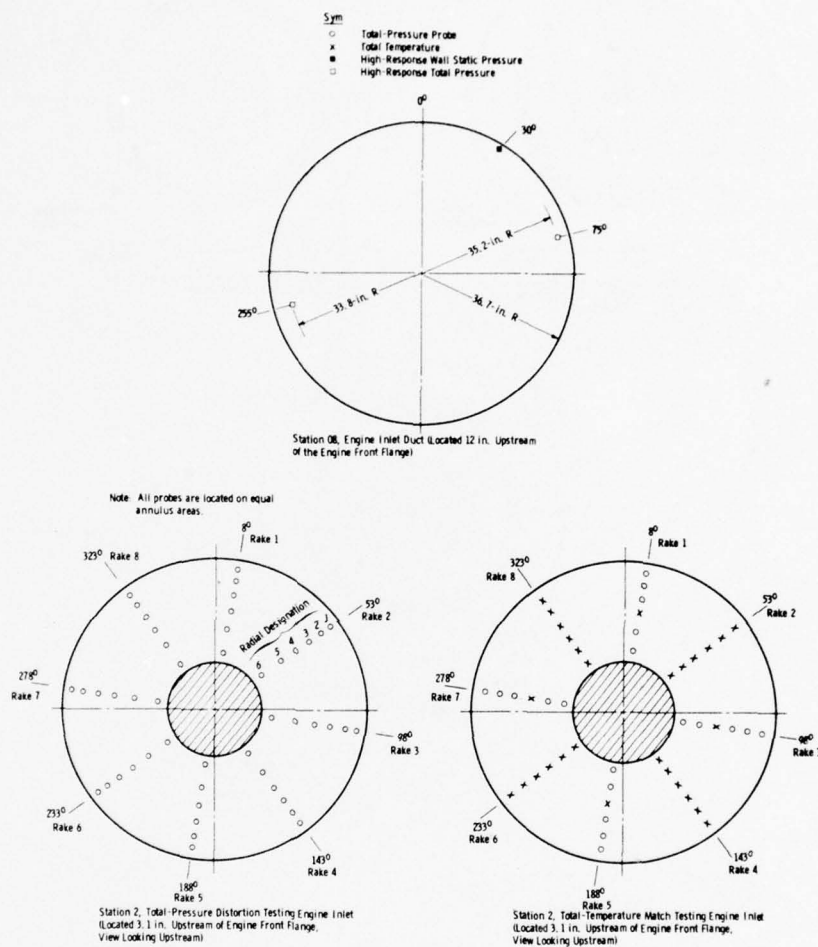 Sym
○ Total-Pressure Probe
x Total Temperature
■ High-Response Wall Static Pressure
□ High-Response Total Pressure
0°
30°
75°
35.2-in. R
33.8-in. R
36.7-in. R
255°
Station 08, Engine Inlet Duct (Located 12 in. Upstream
of the Engine Front Flange)
Note: All probes are located on equal
annulus areas.
8°
Rake 1
323° Rake 8
53°
Rake 2
Radial Designation
6 5 4 3 2 1
278°
Rake 7
98°
Rake 3
233°
Rake 6
143°
Rake 4
188°
Rake 5
Station 2, Total-Pressure Distortion Testing Engine Inlet
(Located 3.1 in. Upstream of Engine Front Flange,
View Looking Upstream)
8°
Rake 1
323°
Rake 8
53°
Rake 2
278°
Rake 7
98°
Rake
233°
Rake 6
143°
Rake 4
188°
Rake 5
Station 2, Total-Temperature Match Testing Engine Inlet
(Located 3.1 in. Upstream of Engine Front Flange,
View Looking Upstream)